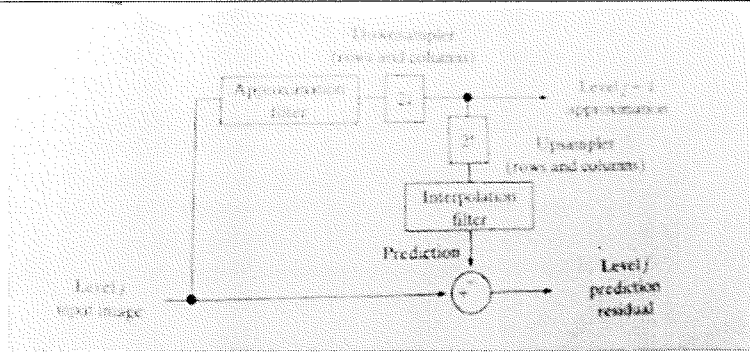 Downsampler
(rows and columns)
Approximation
filter
2↓
Level j - 1
approximation
2↑
Upsampler
(rows and columns)
Interpolation
filter
Prediction
Level j
input image
+
-
Level j
prediction
residual